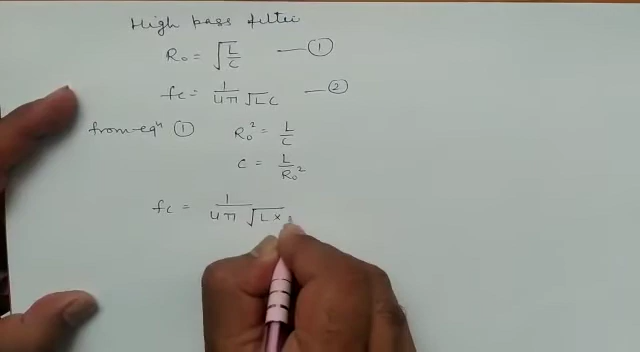 High pass filter
R₀ = √(L/C) —— ①
fc = 1/(4π√LC) — ②
from eqⁿ ① R₀² = L/C
C = L/R₀²
fc = 1/(4π√L×